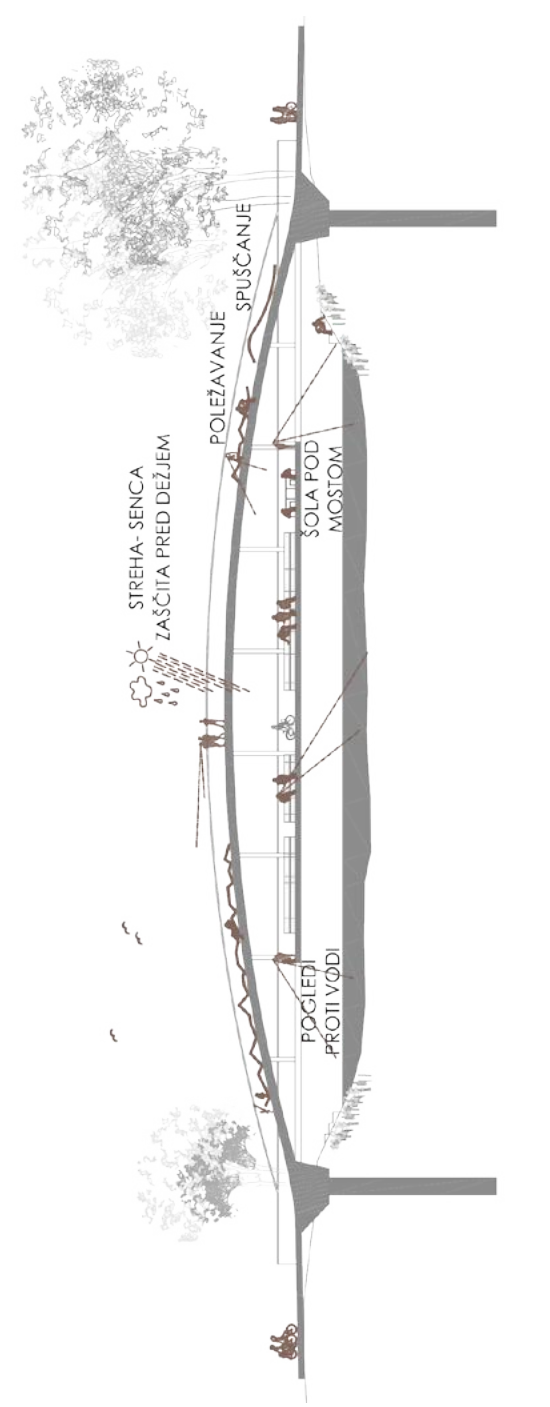 POGLEDI
PROTI VODI
STREHA- SENCA
ZAŠČITA PRED DEŽJEM
ŠOLA POD
MOSTOM
POLEŽAVANJE
SPUŠČANJE